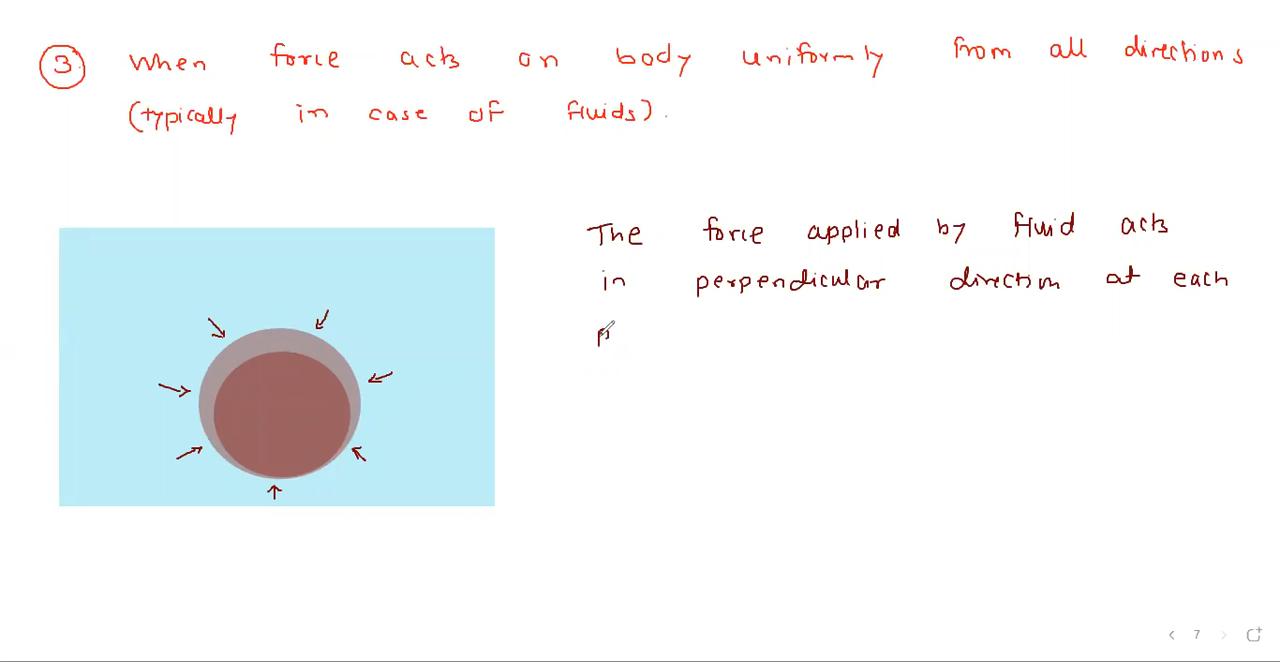 3 When force acts on body uniformly from all directions
(typically in case of fluids).
The force applied by fluid acts
in perpendicular direction at each
7